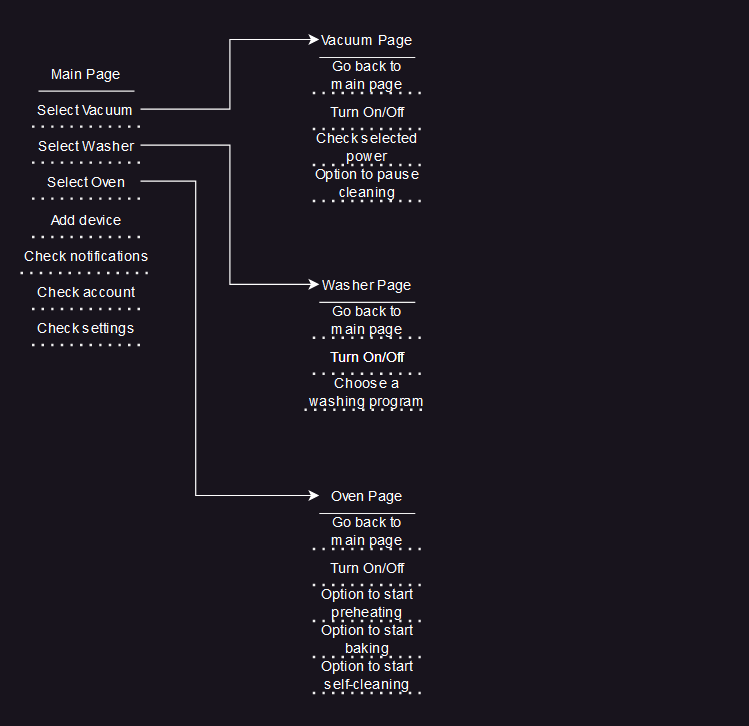 Main Page
Select Vacuum
Select Washer
Select Oven
Add device
Check notifications
Check account
Check settings
Vacuum Page
Go back to
main page
Turn On/Off
Check selected
power
Option to pause
cleaning
Washer Page
Go back to
main page
Turn On/Off
Choose a
washing program
Oven Page
Go back to
main page
Turn On/Off
Option to start
preheating
Option to start
baking
Option to start
self-cleaning